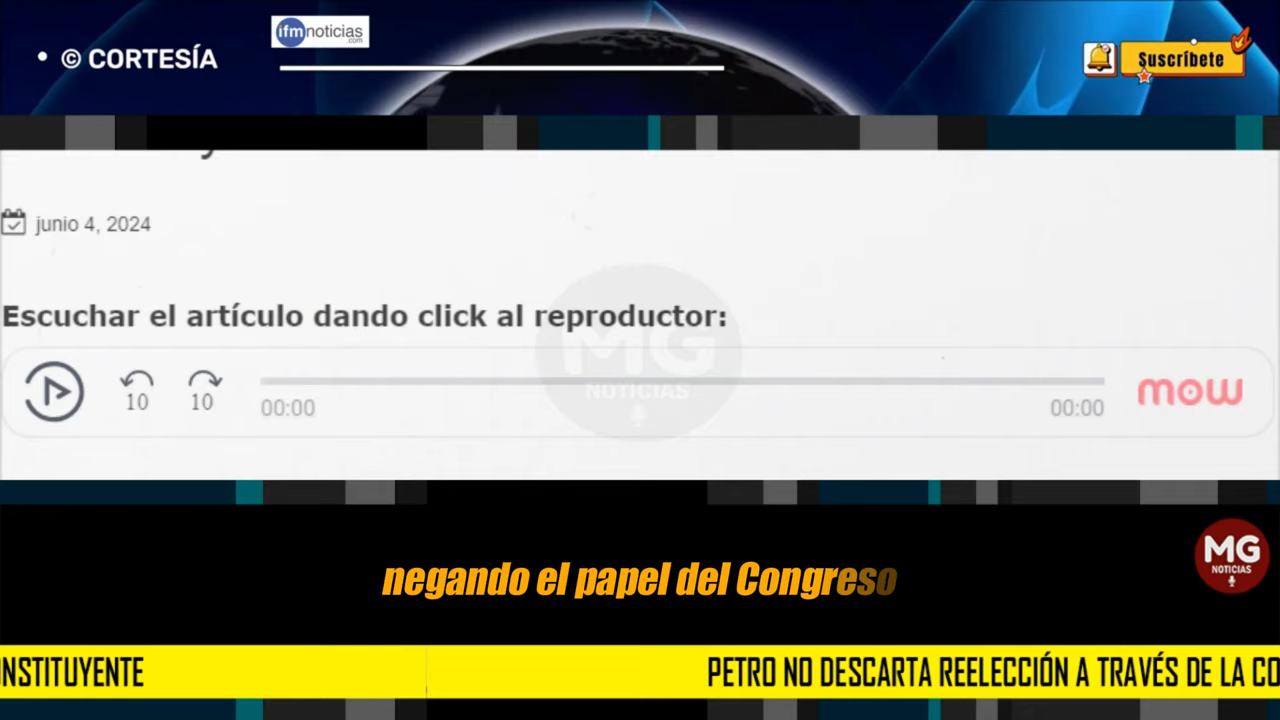 • © CORTESÍA
ifmnoticias
.com
Suscríbete
junio 4, 2024
Escuchar el artículo dando click al reproductor:
10
10
00:00
00:00
mow
MG
NOTICIAS
negando el papel del Congreso
MG
NOTICIAS
ONSTITUYENTE
PETRO NO DESCARTA REELECCIÓN A TRAVÉS DE LA CO